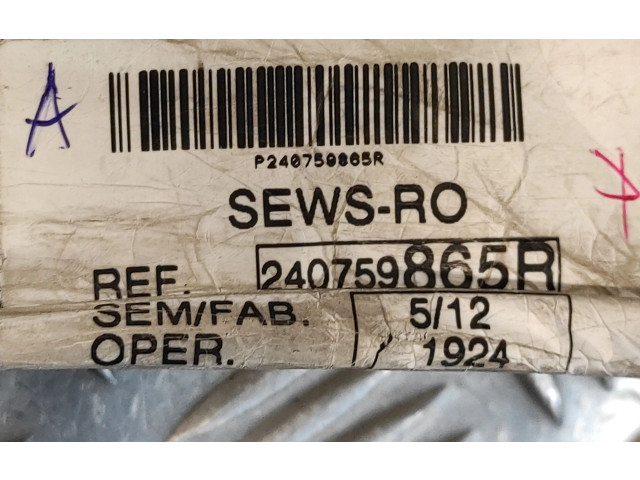 A
P240759865R
SEWS-RO
REF. 240759865R
SEM/FAB. 5/12
OPER. 1924